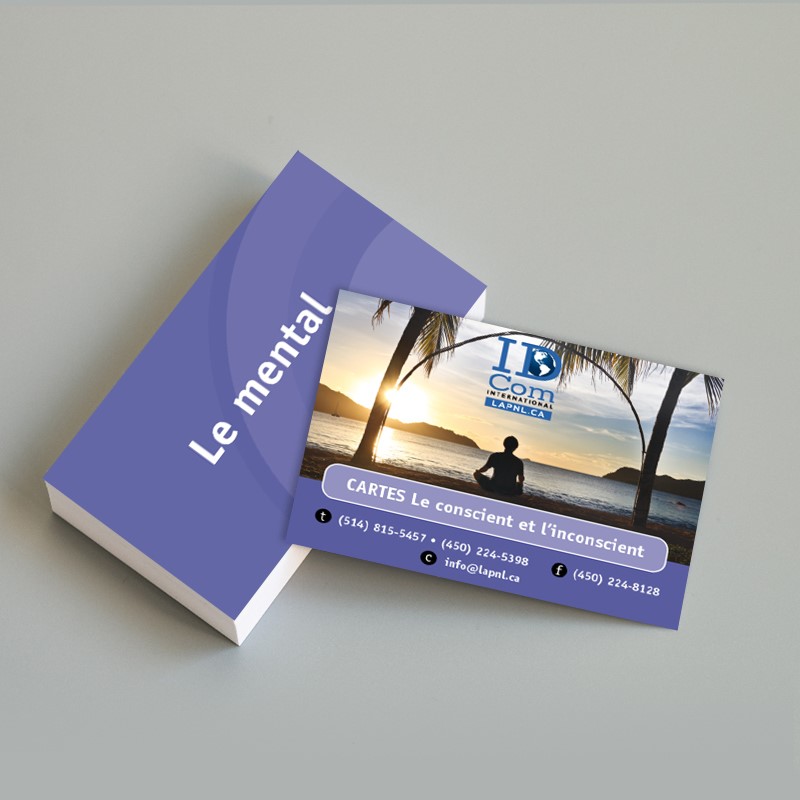 Le mental
ID
Com
INTERNATIONAL
LAPNL.CA
CARTES Le conscient et l'inconscient
t (514) 815-5457 • (450) 224-5398
f (450) 224-8128
c info@lapnl.ca